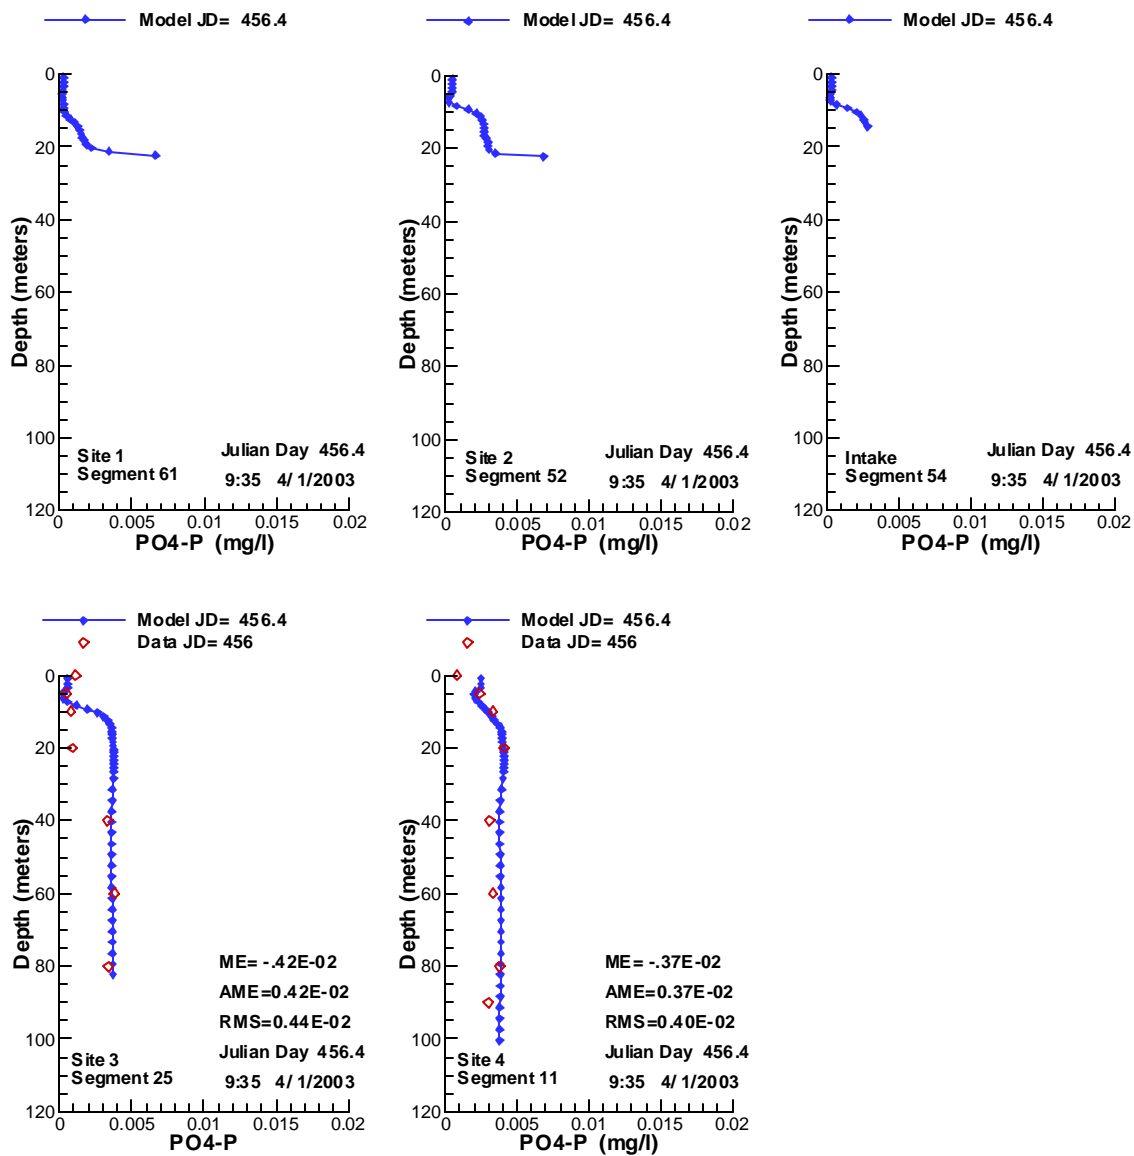 Model JD= 456.4
0
20
40
60
80
100
120
Depth (meters)
Site 1
Segment 61
Julian Day 456.4
9:35 4/ 1/2003
0 0.005 0.01 0.015 0.02
PO4-P (mg/l)
Model JD= 456.4
0
20
40
60
80
100
120
Depth (meters)
Site 2
Segment 52
Julian Day 456.4
9:35 4/ 1/2003
0 0.005 0.01 0.015 0.02
PO4-P (mg/l)
Model JD= 456.4
0
20
40
60
80
100
120
Depth (meters)
Intake
Segment 54
Julian Day 456.4
9:35 4/ 1/2003
0 0.005 0.01 0.015 0.02
PO4-P (mg/l)
Model JD= 456.4
Data JD= 456
0
20
40
60
80
100
120
Depth (meters)
ME= -.42E-02
AME=0.42E-02
RMS=0.44E-02
Site 3
Segment 25
Julian Day 456.4
9:35 4/ 1/2003
0 0.005 0.01 0.015 0.02
PO4-P
Model JD= 456.4
Data JD= 456
0
20
40
60
80
100
120
Depth (meters)
ME= -.37E-02
AME=0.37E-02
RMS=0.40E-02
Site 4
Segment 11
Julian Day 456.4
9:35 4/ 1/2003
0 0.005 0.01 0.015 0.02
PO4-P (mg/l)